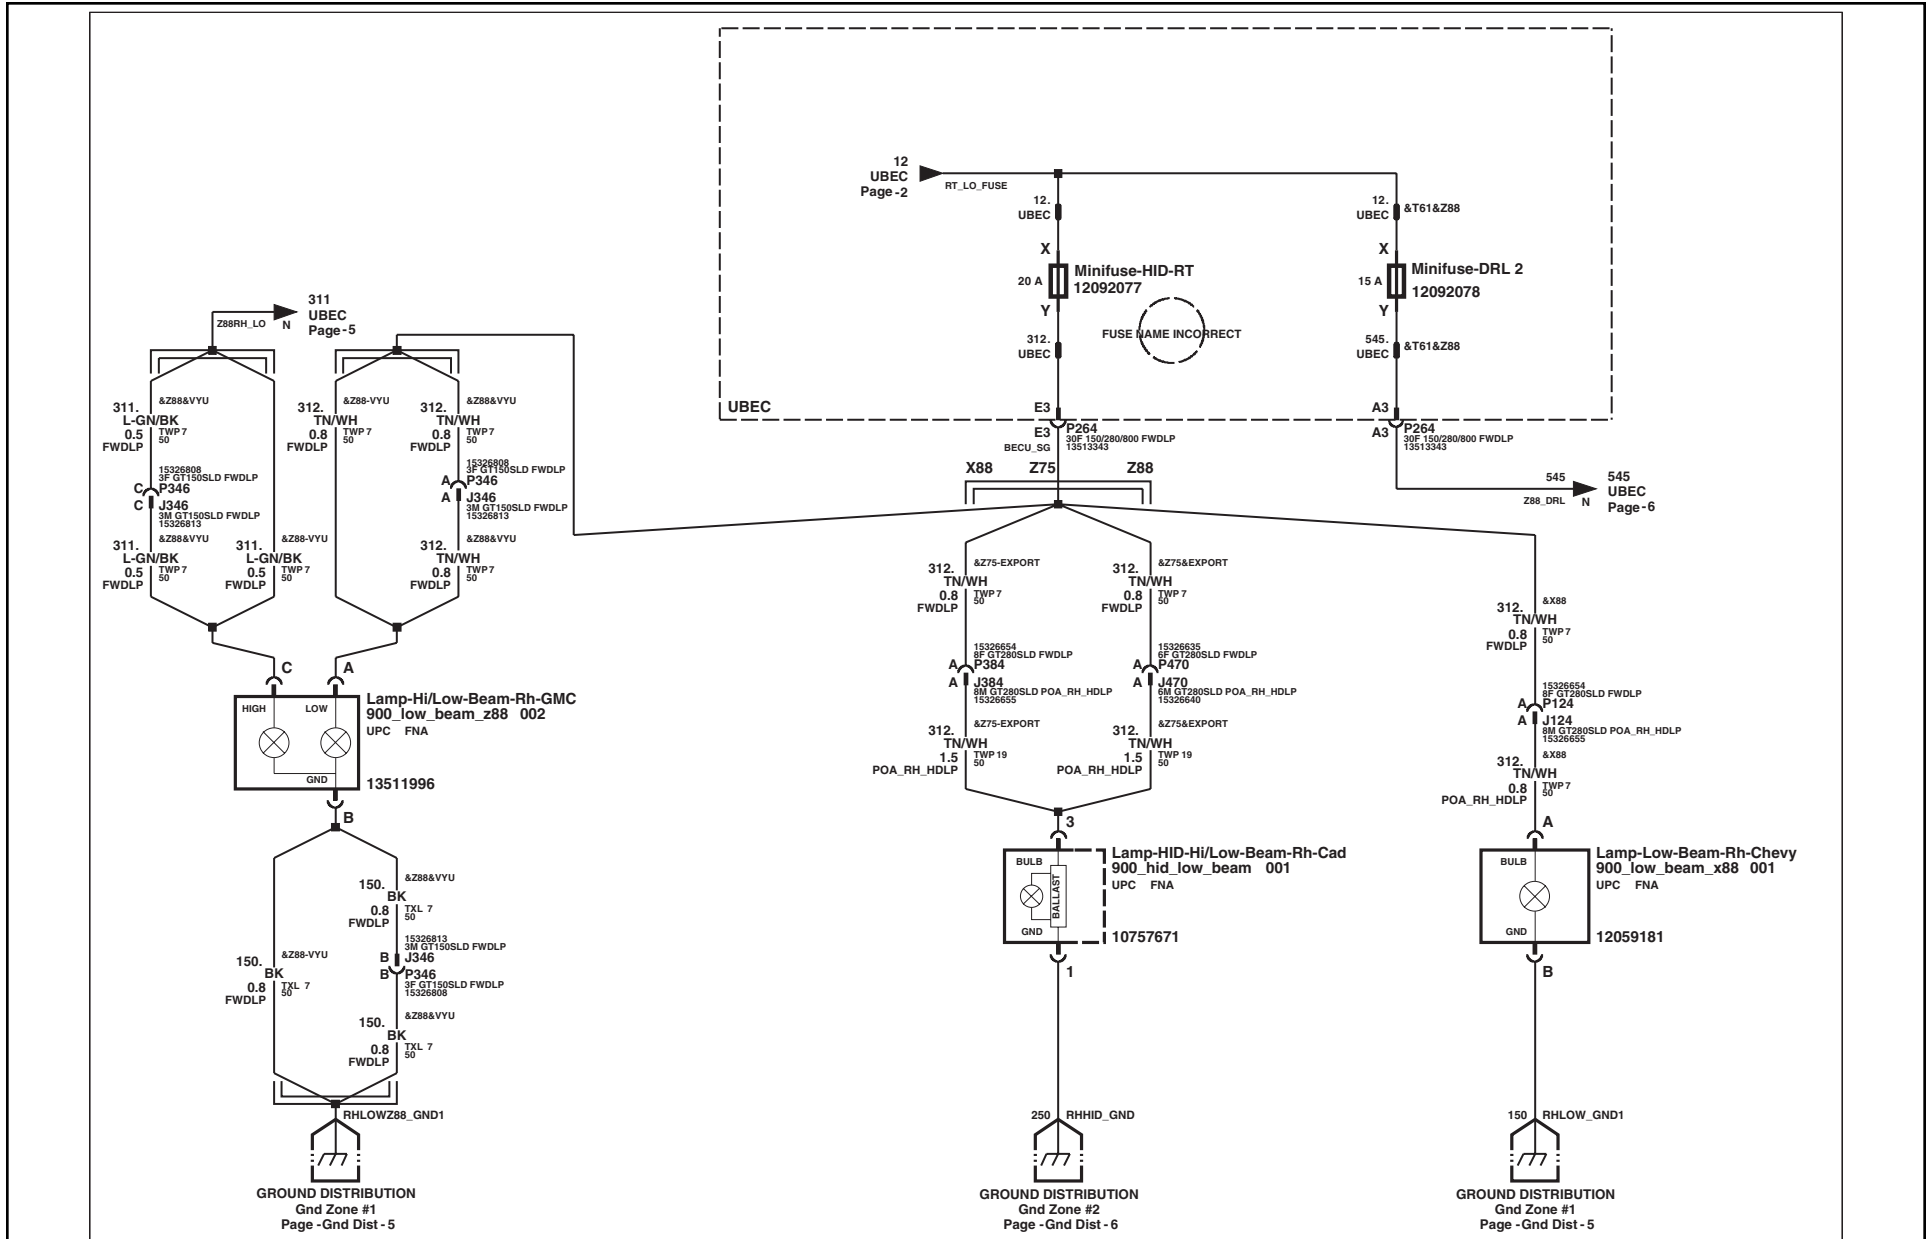 12
UBEC
Page-2
RT_LO_FUSE
12.
UBEC
X
20 A
Minifuse-HID-RT
12092077
Y
312.
UBEC
FUSE NAME INCORRECT
12.
UBEC
&T61&Z88
X
15 A
Minifuse-DRL 2
12092078
Y
545.
UBEC
&T61&Z88
UBEC
E3
E3
P264
30F 150/280/800 FWDLP
13513343
BECU_SG
A3
A3
P264
30F 150/280/800 FWDLP
13513343
545
Z88_DRL
N
545
UBEC
Page-6
X88
Z75
Z88
311
UBEC
Page-5
Z88RH_LO
N
311.
L-GN/BK
0.5
FWDLP
&Z88&VYU
TWP 7
50
15326808
3F GT150SLD FWDLP
C
P346
C
J346
3M GT150SLD FWDLP
15326813
311.
L-GN/BK
0.5
FWDLP
&Z88&VYU
TWP 7
50
311.
L-GN/BK
0.5
FWDLP
&Z88-VYU
TWP 7
50
312.
TN/WH
0.8
FWDLP
&Z88-VYU
TWP 7
50
312.
TN/WH
0.8
FWDLP
&Z88&VYU
TWP 7
50
15326808
3F GT150SLD FWDLP
A
P346
A
J346
3M GT150SLD FWDLP
15326813
312.
TN/WH
0.8
FWDLP
&Z88&VYU
TWP 7
50
C
A
HIGH
LOW
GND
Lamp-Hi/Low-Beam-Rh-GMC
900_low_beam_z88 002
UPC FNA
13511996
B
150.
BK
0.8
FWDLP
&Z88&VYU
TXL 7
50
15326813
3M GT150SLD FWDLP
B
J346
B
P346
3F GT150SLD FWDLP
15326808
150.
BK
0.8
FWDLP
&Z88-VYU
TXL 7
50
150.
BK
0.8
FWDLP
&Z88&VYU
TXL 7
50
RHLOWZ88_GND1
GROUND DISTRIBUTION
Gnd Zone #1
Page -Gnd Dist - 5
312.
TN/WH
0.8
FWDLP
&Z75-EXPORT
TWP 7
50
15326654
8F GT280SLD FWDLP
A
P384
A
J384
8M GT280SLD POA_RH_HDLP
15326655
312.
TN/WH
1.5
POA_RH_HDLP
&Z75-EXPORT
TWP 19
50
312.
TN/WH
0.8
FWDLP
&Z75&EXPORT
TWP 7
50
15326635
6F GT280SLD FWDLP
A
P470
A
J470
6M GT280SLD POA_RH_HDLP
15326640
312.
TN/WH
1.5
POA_RH_HDLP
&Z75&EXPORT
TWP 19
50
3
BULB
BALLAST
GND
Lamp-HID-Hi/Low-Beam-Rh-Cad
900_hid_low_beam 001
UPC FNA
10757671
1
250
RHHID_GND
GROUND DISTRIBUTION
Gnd Zone #2
Page -Gnd Dist - 6
312.
TN/WH
0.8
FWDLP
&X88
TWP 7
50
15326654
8F GT280SLD FWDLP
A
P124
A
J124
8M GT280SLD POA_RH_HDLP
15326655
312.
TN/WH
0.8
POA_RH_HDLP
&X88
TWP 7
50
A
BULB
GND
Lamp-Low-Beam-Rh-Chevy
900_low_beam_x88 001
UPC FNA
12059181
B
150
RHLOW_GND1
GROUND DISTRIBUTION
Gnd Zone #1
Page -Gnd Dist - 5